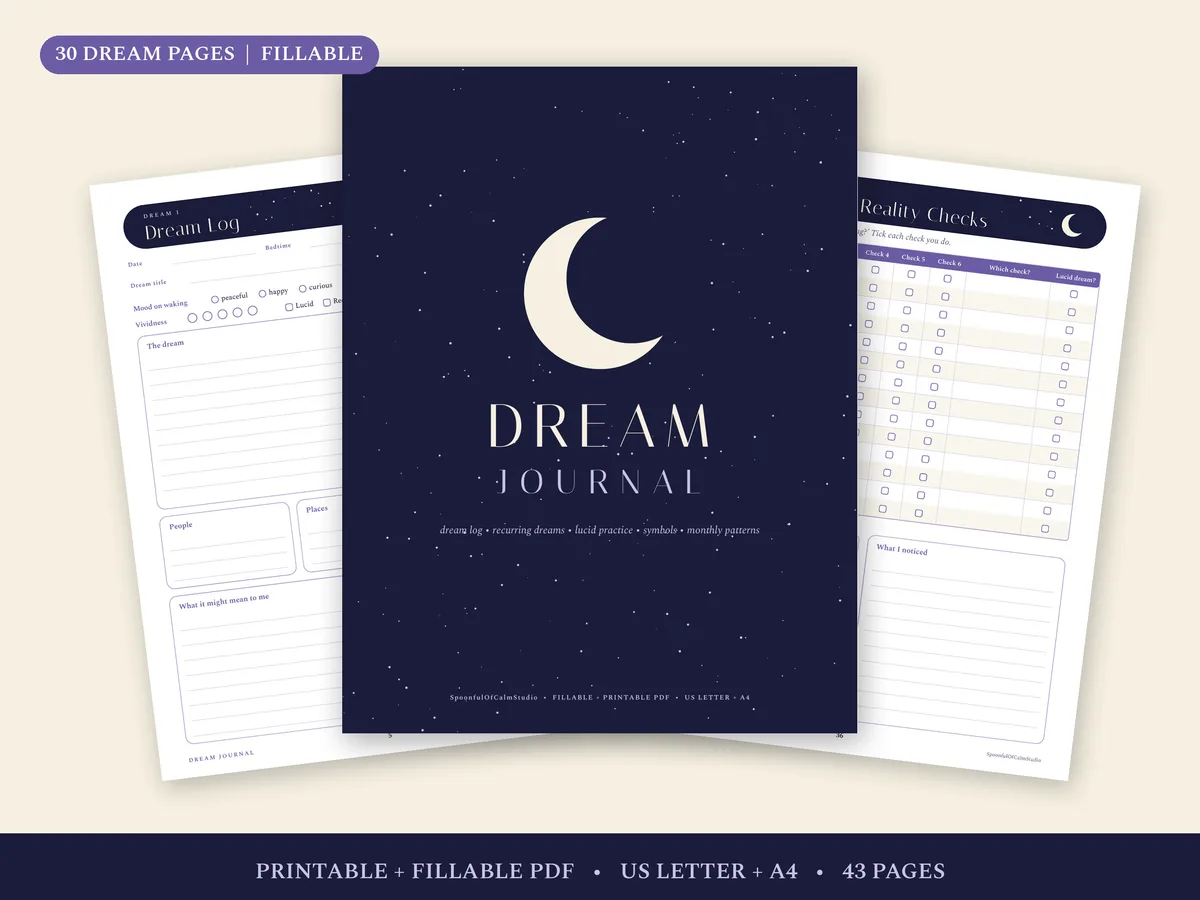 30 DREAM PAGES | FILLABLE
DREAM 1
Dream Log
Date
Bedtime
Dream title
Mood on waking
peaceful
happy
curious
Vividness
Lucid
The dream
People
Places
What it might mean to me
DREAM JOURNAL
5
DREAM
JOURNAL
dream log • recurring dreams • lucid practice • symbols • monthly patterns
SpoonfulOfCalmStudio • FILLABLE + PRINTABLE PDF • US LETTER + A4
Reality Checks
Tick each check you do.
Check 4 Check 5 Check 6 Which check? Lucid dream?
What I noticed
36
SpoonfulOfCalmStudio
PRINTABLE + FILLABLE PDF • US LETTER + A4 • 43 PAGES